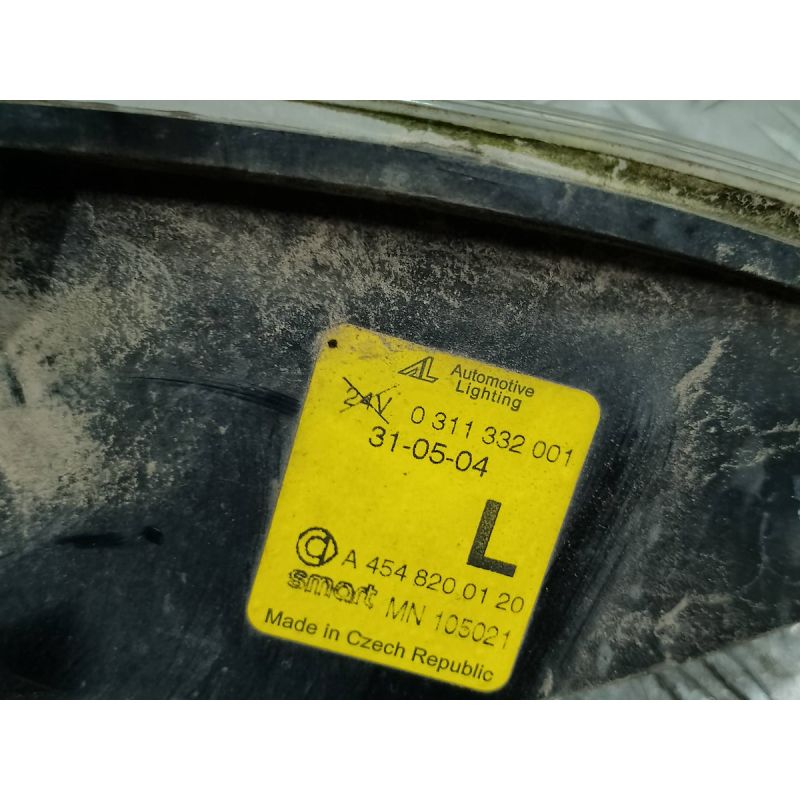 AL Automotive
Lighting
24V 0 311 332 001
31-05-04
L
A 454 820 01 20
smart MN 105021
Made in Czech Republic